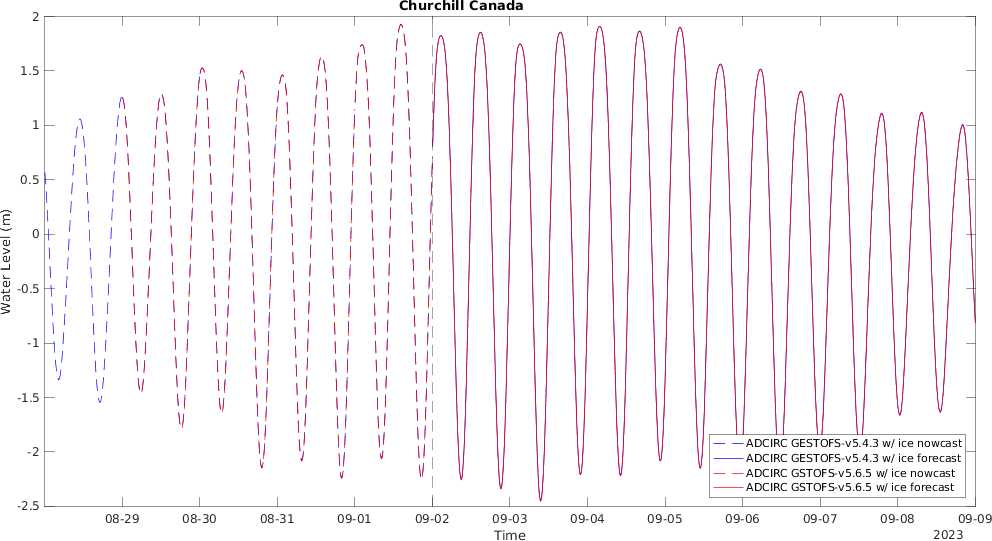 Churchill Canada
2
1.5
1
0.5
0
-0.5
-1
-1.5
-2
-2.5
Water Level (m)
ADCIRC GESTOFS-v5.4.3 w/ ice nowcast
ADCIRC GESTOFS-v5.4.3 w/ ice forecast
ADCIRC GSTOFS-v5.6.5 w/ ice nowcast
ADCIRC GSTOFS-v5.6.5 w/ ice forecast
08-29 08-30 08-31 09-01 09-02 09-03 09-04 09-05 09-06 09-07 09-08 09-09
Time
2023